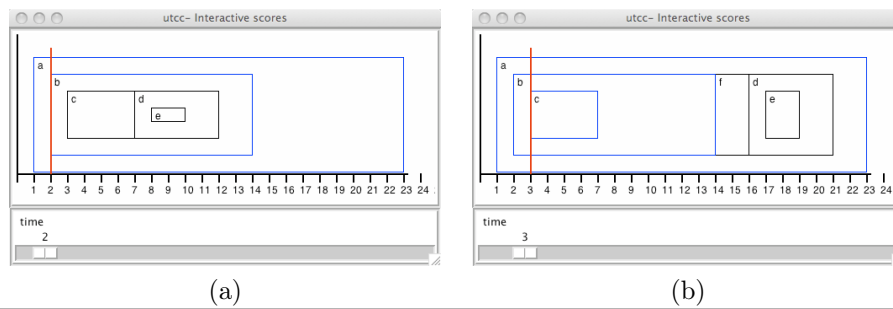 utcc- Interactive scores
a
b
c d
e
1 2 3 4 5 6 7 8 9 10 11 12 13 14 15 16 17 18 19 20 21 22 23 24
time
2
(a)
utcc- Interactive scores
a
b f d
c e
1 2 3 4 5 6 7 8 9 10 11 12 13 14 15 16 17 18 19 20 21 22 23 24
time
3
(b)